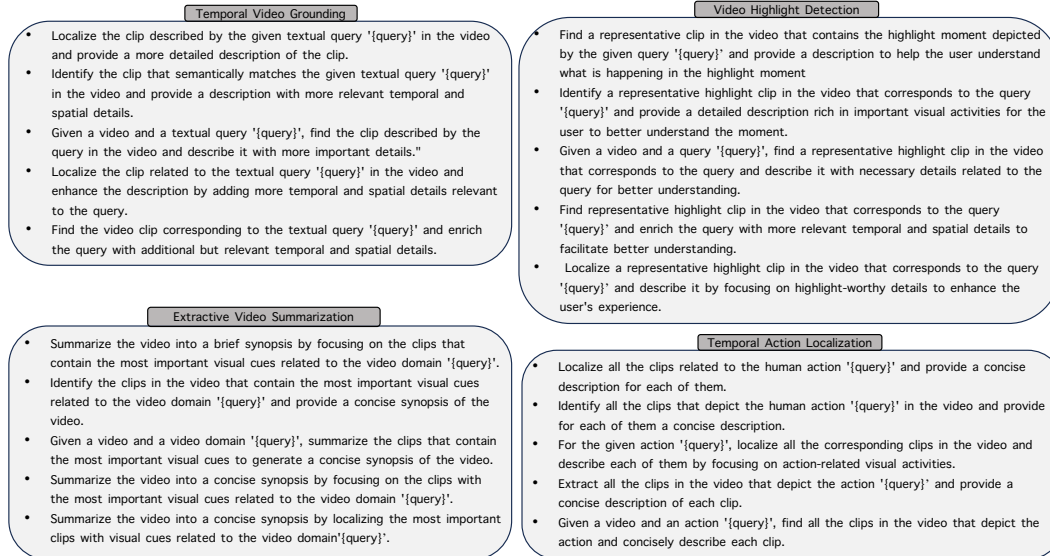 Temporal Video Grounding
• Localize the clip described by the given textual query '{query}' in the video
and provide a more detailed description of the clip.
• Identify the clip that semantically matches the given textual query '{query}'
in the video and provide a description with more relevant temporal and
spatial details.
• Given a video and a textual query '{query}', find the clip described by the
query in the video and describe it with more important details."
• Localize the clip related to the textual query '{query}' in the video and
enhance the description by adding more temporal and spatial details relevant
to the query.
• Find the video clip corresponding to the textual query '{query}' and enrich
the query with additional but relevant temporal and spatial details.
Video Highlight Detection
• Find a representative clip in the video that contains the highlight moment depicted
by the given query '{query}' and provide a description to help the user understand
what is happening in the highlight moment
• Identify a representative highlight clip in the video that corresponds to the query
'{query}' and provide a detailed description rich in important visual activities for the
user to better understand the moment.
• Given a video and a query '{query}', find a representative highlight clip in the video
that corresponds to the query and describe it with necessary details related to the
query for better understanding.
• Find representative highlight clip in the video that corresponds to the query
'{query}' and enrich the query with more relevant temporal and spatial details to
facilitate better understanding.
• Localize a representative highlight clip in the video that corresponds to the query
'{query}' and describe it by focusing on highlight-worthy details to enhance the
user's experience.
Extractive Video Summarization
• Summarize the video into a brief synopsis by focusing on the clips that
contain the most important visual cues related to the video domain '{query}'.
• Identify the clips in the video that contain the most important visual cues
related to the video domain '{query}' and provide a concise synopsis of the
video.
• Given a video and a video domain '{query}', summarize the clips that contain
the most important visual cues to generate a concise synopsis of the video.
• Summarize the video into a concise synopsis by focusing on the clips with
the most important visual cues related to the video domain '{query}'.
• Summarize the video into a concise synopsis by localizing the most important
clips with visual cues related to the video domain'{query}'.
Temporal Action Localization
• Localize all the clips related to the human action '{query}' and provide a concise
description for each of them.
• Identify all the clips that depict the human action '{query}' in the video and provide
for each of them a concise description.
• For the given action '{query}', localize all the corresponding clips in the video and
describe each of them by focusing on action-related visual activities.
• Extract all the clips in the video that depict the action '{query}' and provide a
concise description of each clip.
• Given a video and an action '{query}', find all the clips in the video that depict the
action and concisely describe each clip.